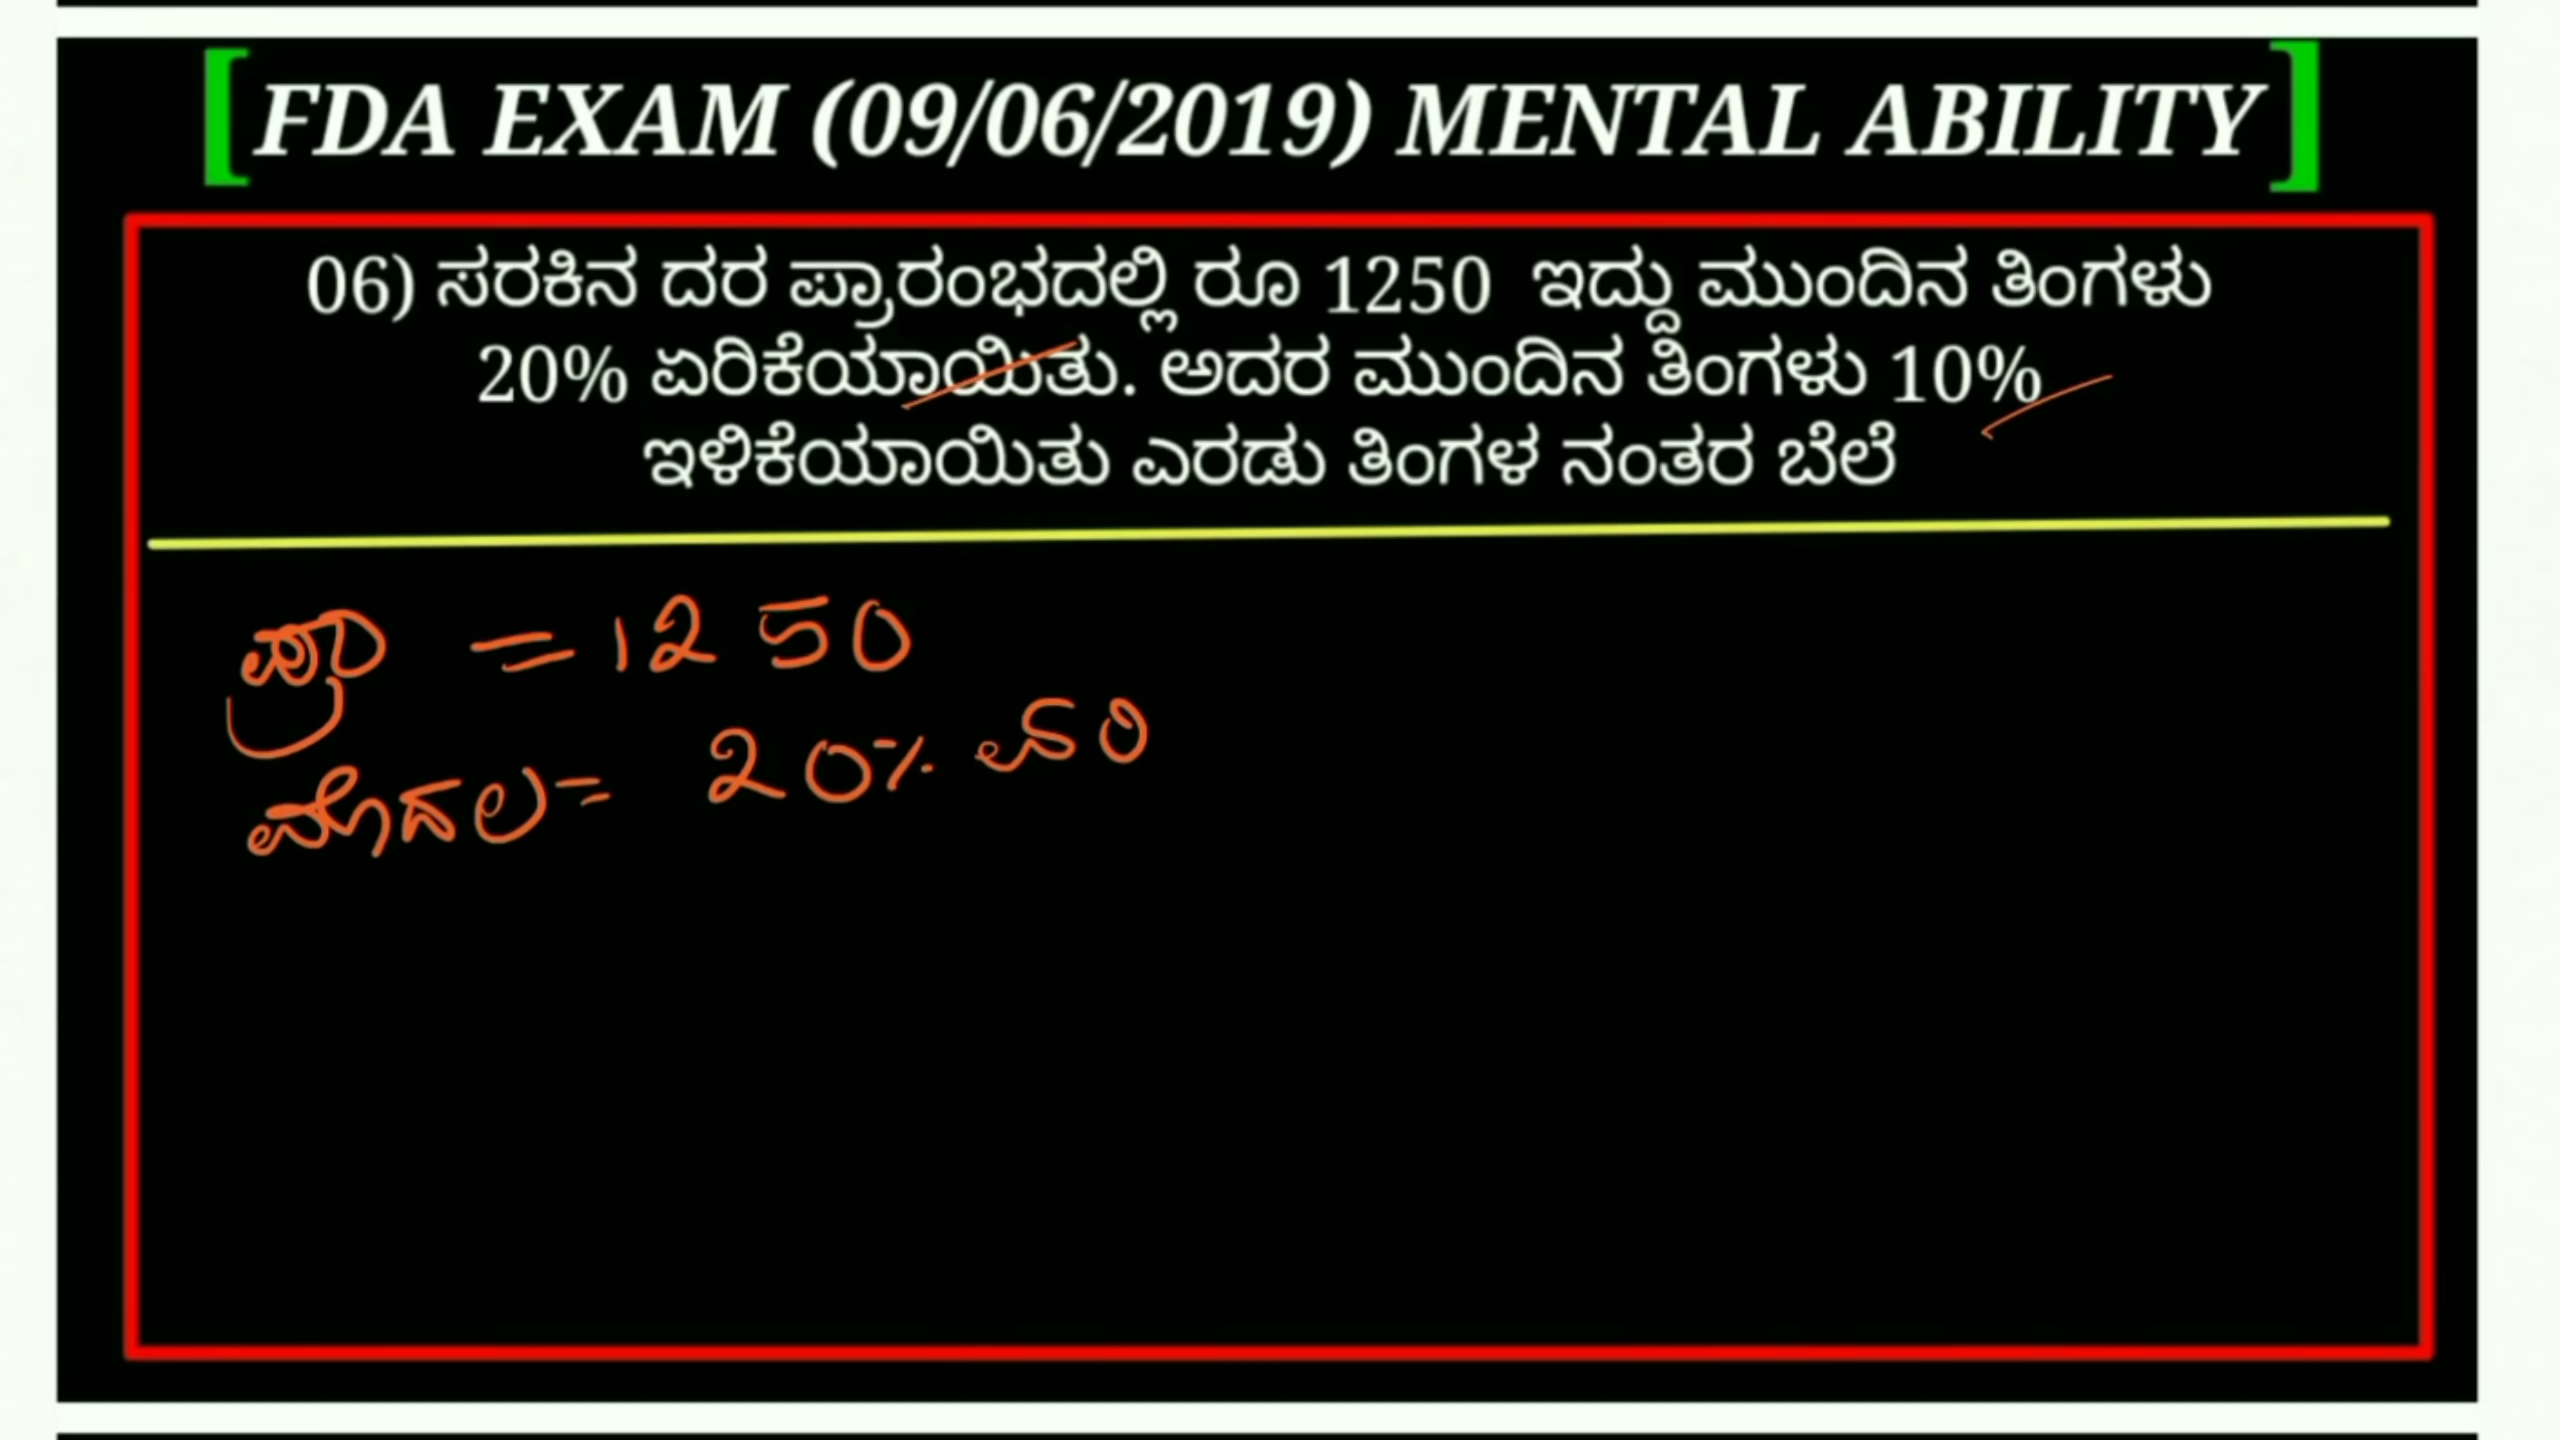 [FDA EXAM (09/06/2019) MENTAL ABILITY]
06) ಸರಕಿನ ದರ ಪ್ರಾರಂಭದಲ್ಲಿ ರೂ 1250 ಇದ್ದು ಮುಂದಿನ ತಿಂಗಳು
20% ಏರಿಕೆಯಾಯಿತು. ಅದರ ಮುಂದಿನ ತಿಂಗಳು 10%
ಇಳಿಕೆಯಾಯಿತು ಎರಡು ತಿಂಗಳ ನಂತರ ಬೆಲೆ
ಪ್ರಾ = 1250
ಮೊದಲ = 20% ಏರಿ